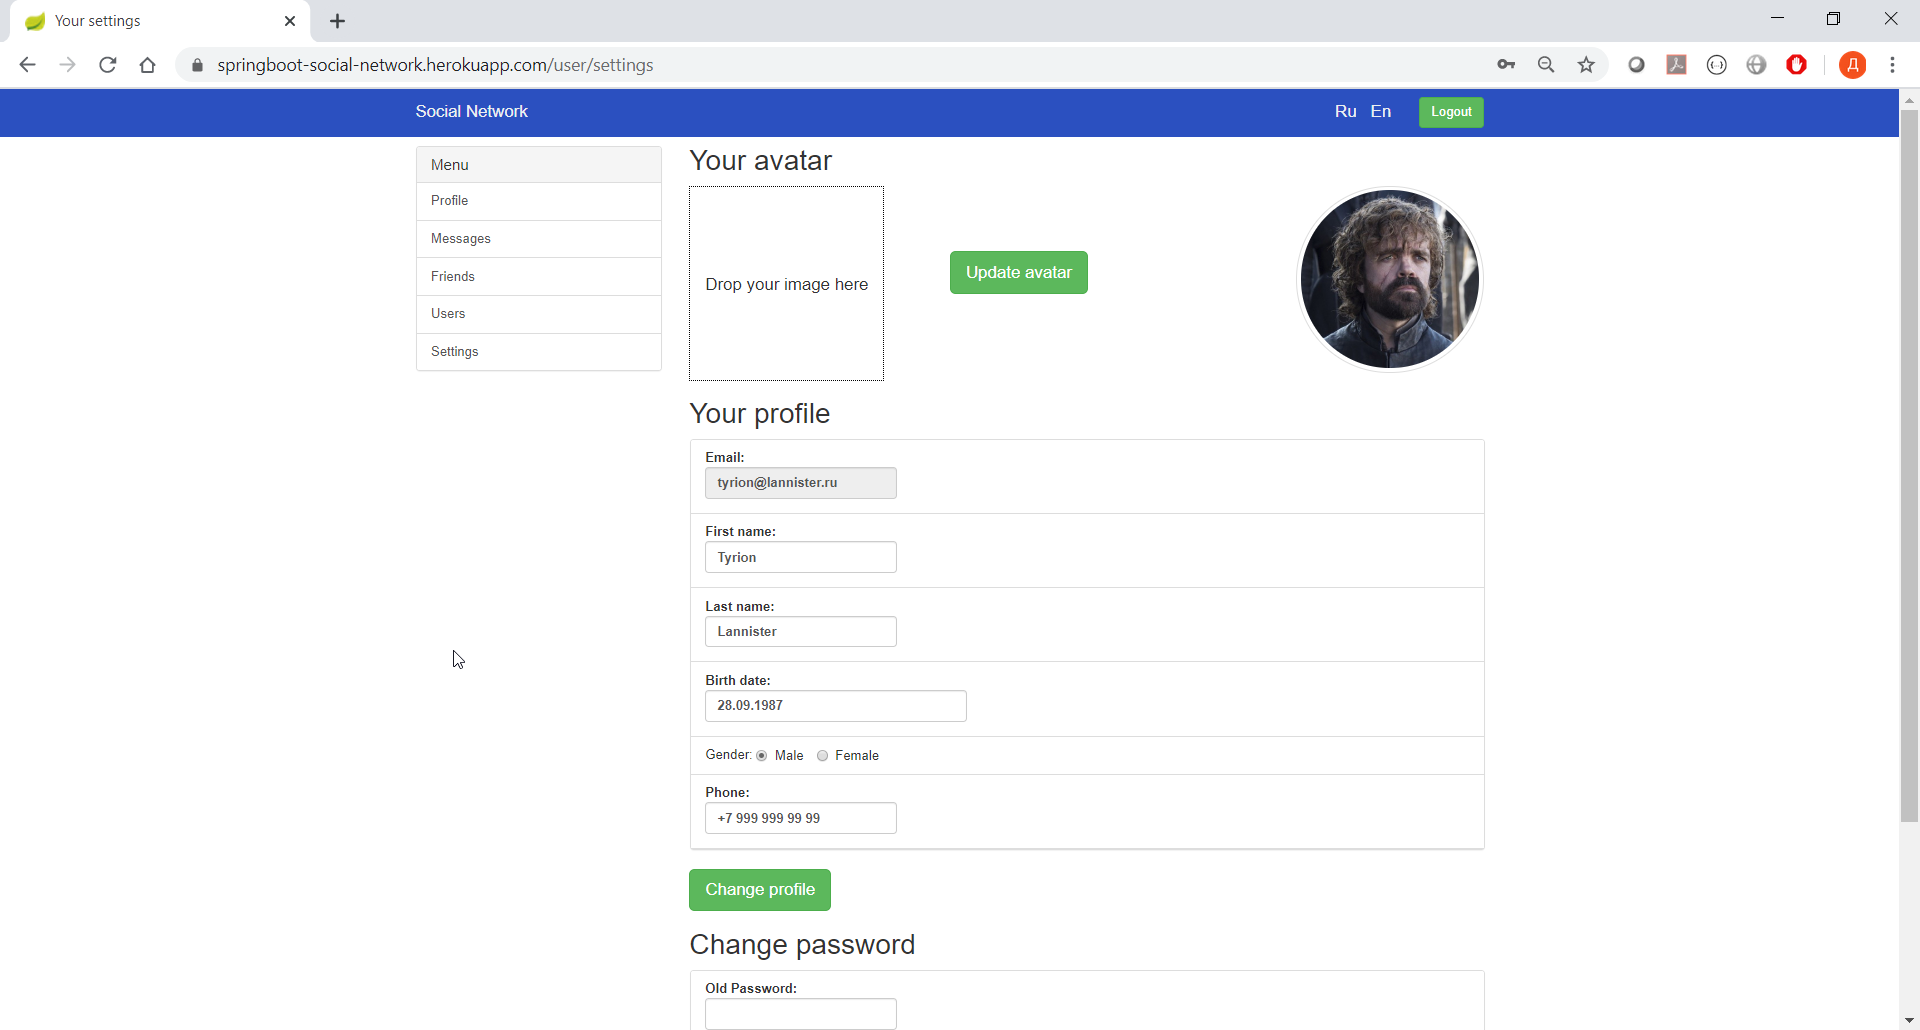 Your settings
springboot-social-network.herokuapp.com/user/settings
Д
Social Network
Ru En
Logout
Menu
Profile
Messages
Friends
Users
Settings
Your avatar
Drop your image here
Update avatar
Your profile
Email:
tyrion@lannister.ru
First name:
Tyrion
Last name:
Lannister
Birth date:
28.09.1987
Gender: Male Female
Phone:
+7 999 999 99 99
Change profile
Change password
Old Password: